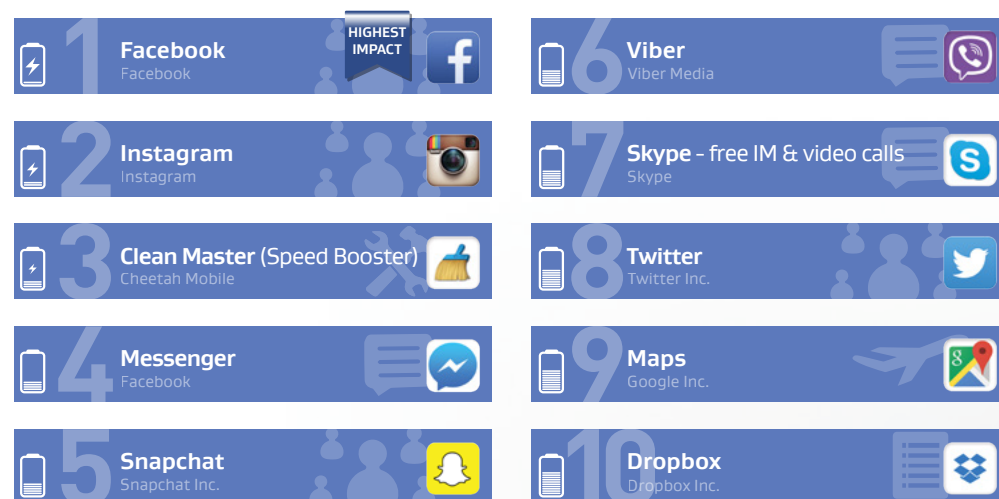 1
Facebook
Facebook
HIGHEST
IMPACT
2
Instagram
Instagram
3
Clean Master (Speed Booster)
Cheetah Mobile
4
Messenger
Facebook
5
Snapchat
Snapchat Inc.
6
Viber
Viber Media
7
Skype - free IM & video calls
Skype
8
Twitter
Twitter Inc.
9
Maps
Google Inc.
10
Dropbox
Dropbox Inc.